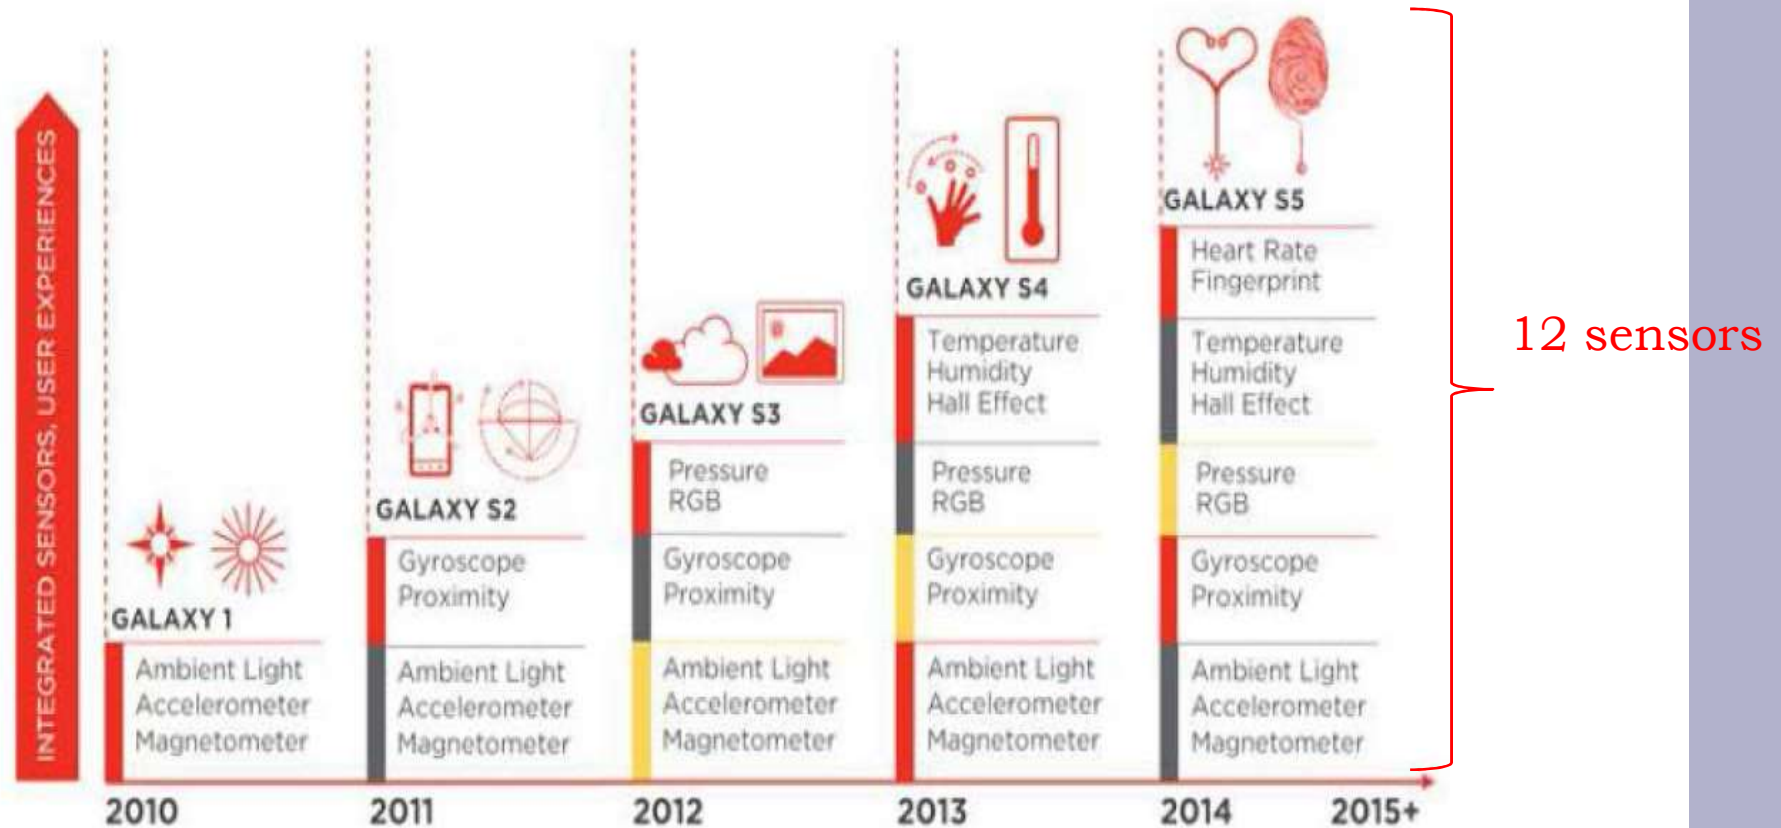 INTEGRATED SENSORS, USER EXPERIENCES
GALAXY 1
Ambient Light
Accelerometer
Magnetometer
GALAXY S2
Gyroscope
Proximity
Ambient Light
Accelerometer
Magnetometer
GALAXY S3
Pressure
RGB
Gyroscope
Proximity
Ambient Light
Accelerometer
Magnetometer
GALAXY S4
Temperature
Humidity
Hall Effect
Pressure
RGB
Gyroscope
Proximity
Ambient Light
Accelerometer
Magnetometer
GALAXY S5
Heart Rate
Fingerprint
Temperature
Humidity
Hall Effect
Pressure
RGB
Gyroscope
Proximity
Ambient Light
Accelerometer
Magnetometer
12 sensors
2010 2011 2012 2013 2014 2015+